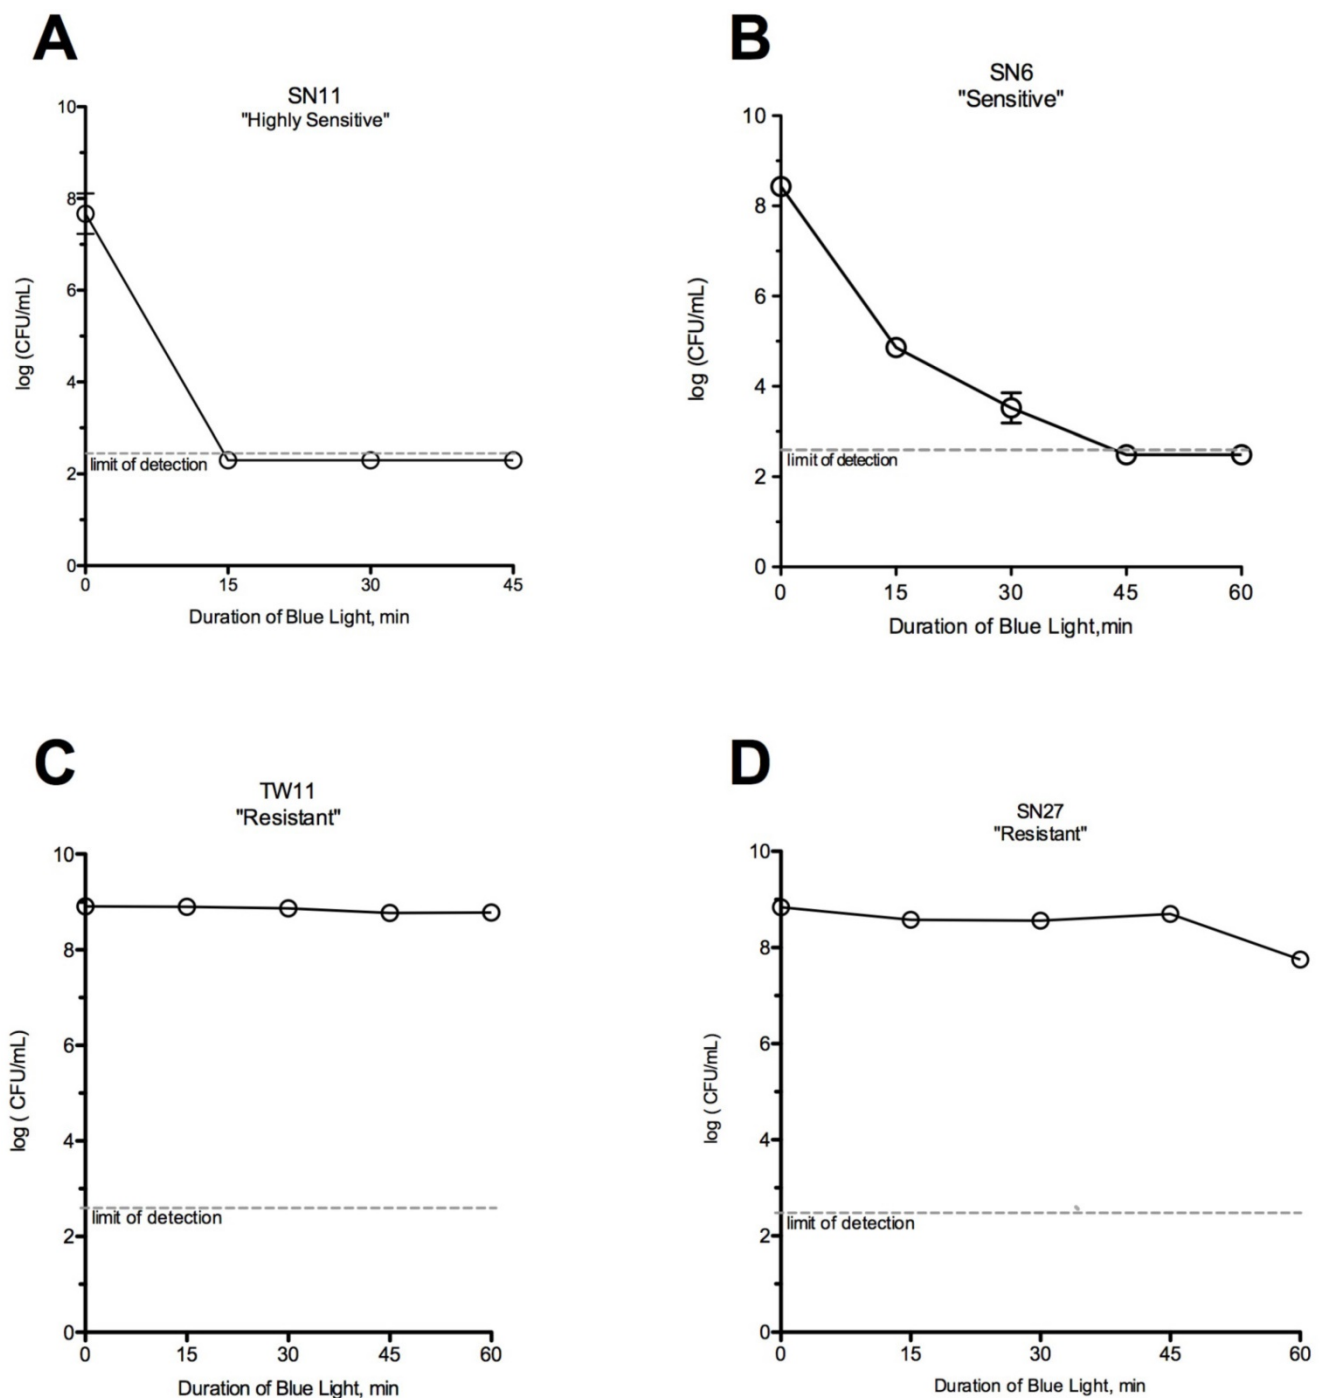 A
SN11
"Highly Sensitive"
10
8
6
4
2
0
log (CFU/mL)
limit of detection
0 15 30 45
Duration of Blue Light, min
B
SN6
"Sensitive"
10
8
6
4
2
0
log (CFU/mL)
limit of detection
0 15 30 45 60
Duration of Blue Light,min
C
TW11
"Resistant"
10
8
6
4
2
0
log ( CFU/mL)
limit of detection
0 15 30 45 60
Duration of Blue Light, min
D
SN27
"Resistant"
10
8
6
4
2
0
log ( CFU/mL)
limit of detection
0 15 30 45 60
Duration of Blue Light, min